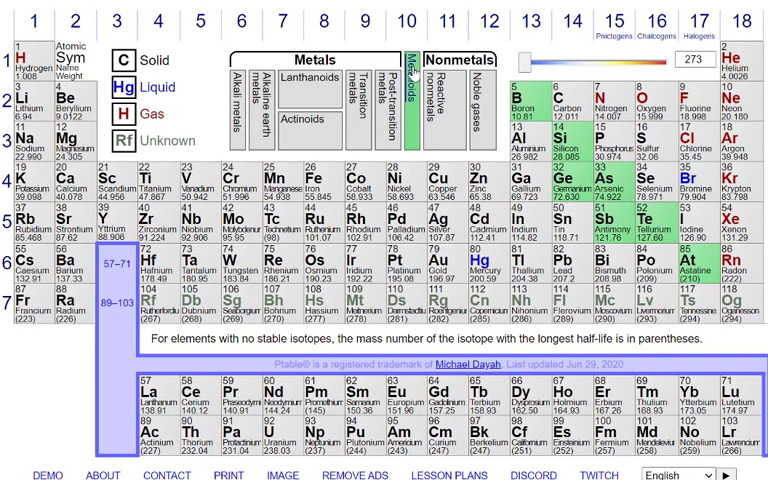 1 2 3 4 5 6 7 8 9 10 11 12 13 14 15 16 17 18
Pnictogens Chalcogens Halogens
1 2 3 4 5 6 7
Atomic
Sym
Name
Weight
C Solid
Hg Liquid
H Gas
Rf Unknown
Metals
Nonmetals
Alkali metals
Alkaline earth metals
Lanthanoids
Actinoids
Transition metals
Post-transition metals
Reactive nonmetals
Noble gases
273
1 H Hydrogen 1.008
2 He Helium 4.0026
3 Li Lithium 6.94
4 Be Beryllium 9.0122
5 B Boron 10.81
6 C Carbon 12.011
7 N Nitrogen 14.007
8 O Oxygen 15.999
9 F Fluorine 18.998
10 Ne Neon 20.180
11 Na Sodium 22.990
12 Mg Magnesium 24.305
13 Al Aluminium 26.982
14 Si Silicon 28.085
15 P Phosphorus 30.974
16 S Sulfur 32.06
17 Cl Chlorine 35.45
18 Ar Argon 39.948
19 K Potassium 39.098
20 Ca Calcium 40.078
21 Sc Scandium 44.956
22 Ti Titanium 47.867
23 V Vanadium 50.942
24 Cr Chromium 51.996
25 Mn Manganese 54.938
26 Fe Iron 55.845
27 Co Cobalt 58.933
28 Ni Nickel 58.693
29 Cu Copper 63.546
30 Zn Zinc 65.38
31 Ga Gallium 69.723
32 Ge Germanium 72.630
33 As Arsenic 74.922
34 Se Selenium 78.971
35 Br Bromine 79.904
36 Kr Krypton 83.798
37 Rb Rubidium 85.468
38 Sr Strontium 87.62
39 Y Yttrium 88.906
40 Zr Zirconium 91.224
41 Nb Niobium 92.906
42 Mo 95.95
43 Tc Technetium (98)
44 Ru Ruthenium 101.07
45 Rh Rhodium 102.91
46 Pd Palladium 106.42
47 Ag Silver 107.87
48 Cd Cadmium 112.41
49 In Indium 114.82
50 Sn Tin 118.71
51 Sb Antimony 121.76
52 Te Tellurium 127.60
53 I Iodine 126.90
54 Xe Xenon 131.29
55 Cs Caesium 132.91
56 Ba Barium 137.33
57–71
72 Hf Hafnium 178.49
73 Ta Tantalum 180.95
74 W Tungsten 183.84
75 Re Rhenium 186.21
76 Os Osmium 190.23
77 Ir Iridium 192.22
78 Pt Platinum 195.08
79 Au Gold 196.97
80 Hg Mercury 200.59
81 Tl Thallium 204.38
82 Pb Lead 207.2
83 Bi Bismuth 208.98
84 Po Polonium (209)
85 At Astatine (210)
86 Rn Radon (222)
87 Fr Francium (223)
88 Ra Radium (226)
89–103
104 Rf (267)
105 Db Dubnium (268)
106 Sg (269)
107 Bh Bohrium (270)
108 Hs Hassium (277)
109 Mt (278)
110 Ds (281)
111 Rg (282)
112 Cn (285)
113 Nh Nihonium (286)
114 Fl Flerovium (289)
115 Mc (290)
116 Lv (293)
117 Ts (294)
118 Og (294)
For elements with no stable isotopes, the mass number of the isotope with the longest half-life is in parentheses.
Ptable® is a registered trademark of Michael Dayah. Last updated Jun 29, 2020
57 La Lanthanum 138.91
58 Ce Cerium 140.12
59 Pr 140.91
60 Nd Neodymium 144.24
61 Pm (145)
62 Sm Samarium 150.36
63 Eu Europium 151.96
64 Gd Gadolinium 157.25
65 Tb Terbium 158.93
66 Dy Dysprosium 162.50
67 Ho Holmium 164.93
68 Er Erbium 167.26
69 Tm Thulium 168.93
70 Yb Ytterbium 173.05
71 Lu Lutetium 174.97
89 Ac Actinium (227)
90 Th Thorium 232.04
91 Pa 231.04
92 U Uranium 238.03
93 Np Neptunium (237)
94 Pu Plutonium (244)
95 Am Americium (243)
96 Cm Curium (247)
97 Bk Berkelium (247)
98 Cf Californium (251)
99 Es Einsteinium (252)
100 Fm Fermium (257)
101 Md (258)
102 No Nobelium (259)
103 Lr (266)
DEMO ABOUT CONTACT PRINT IMAGE REMOVE ADS LESSON PLANS DISCORD TWITCH English